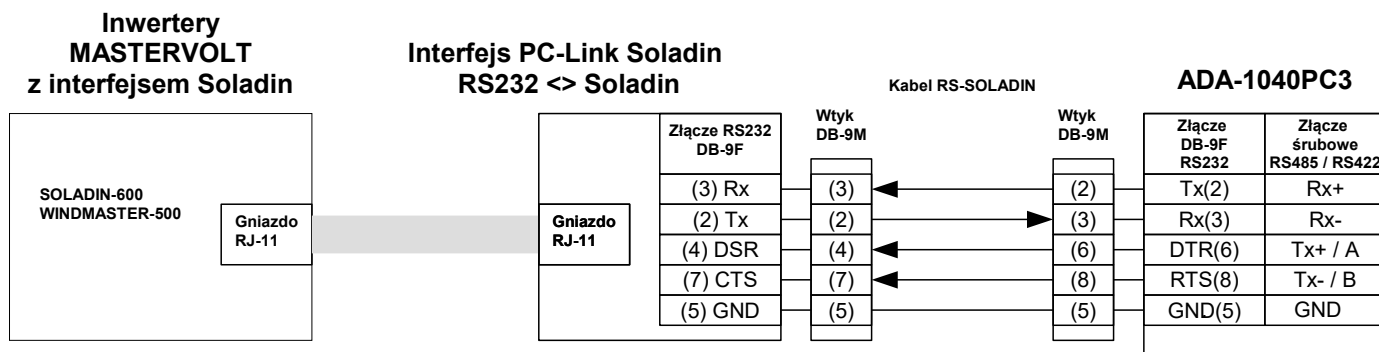 Inwertery
MASTERVOLT
z interfejsem Soladin
Interfejs PC-Link Soladin
RS232 <> Soladin
Kabel RS-SOLADIN
ADA-1040PC3
SOLADIN-600
WINDMASTER-500
Gniazdo
RJ-11
Gniazdo
RJ-11
Złącze RS232
DB-9F
Wtyk
DB-9M
Wtyk
DB-9M
Złącze
DB-9F
RS232
Złącze
śrubowe
RS485 / RS422
(3) Rx (3) (2) Tx(2) Rx+
(2) Tx (2) (3) Rx(3) Rx-
(4) DSR (4) (6) DTR(6) Tx+ / A
(7) CTS (7) (8) RTS(8) Tx- / B
(5) GND (5) (5) GND(5) GND